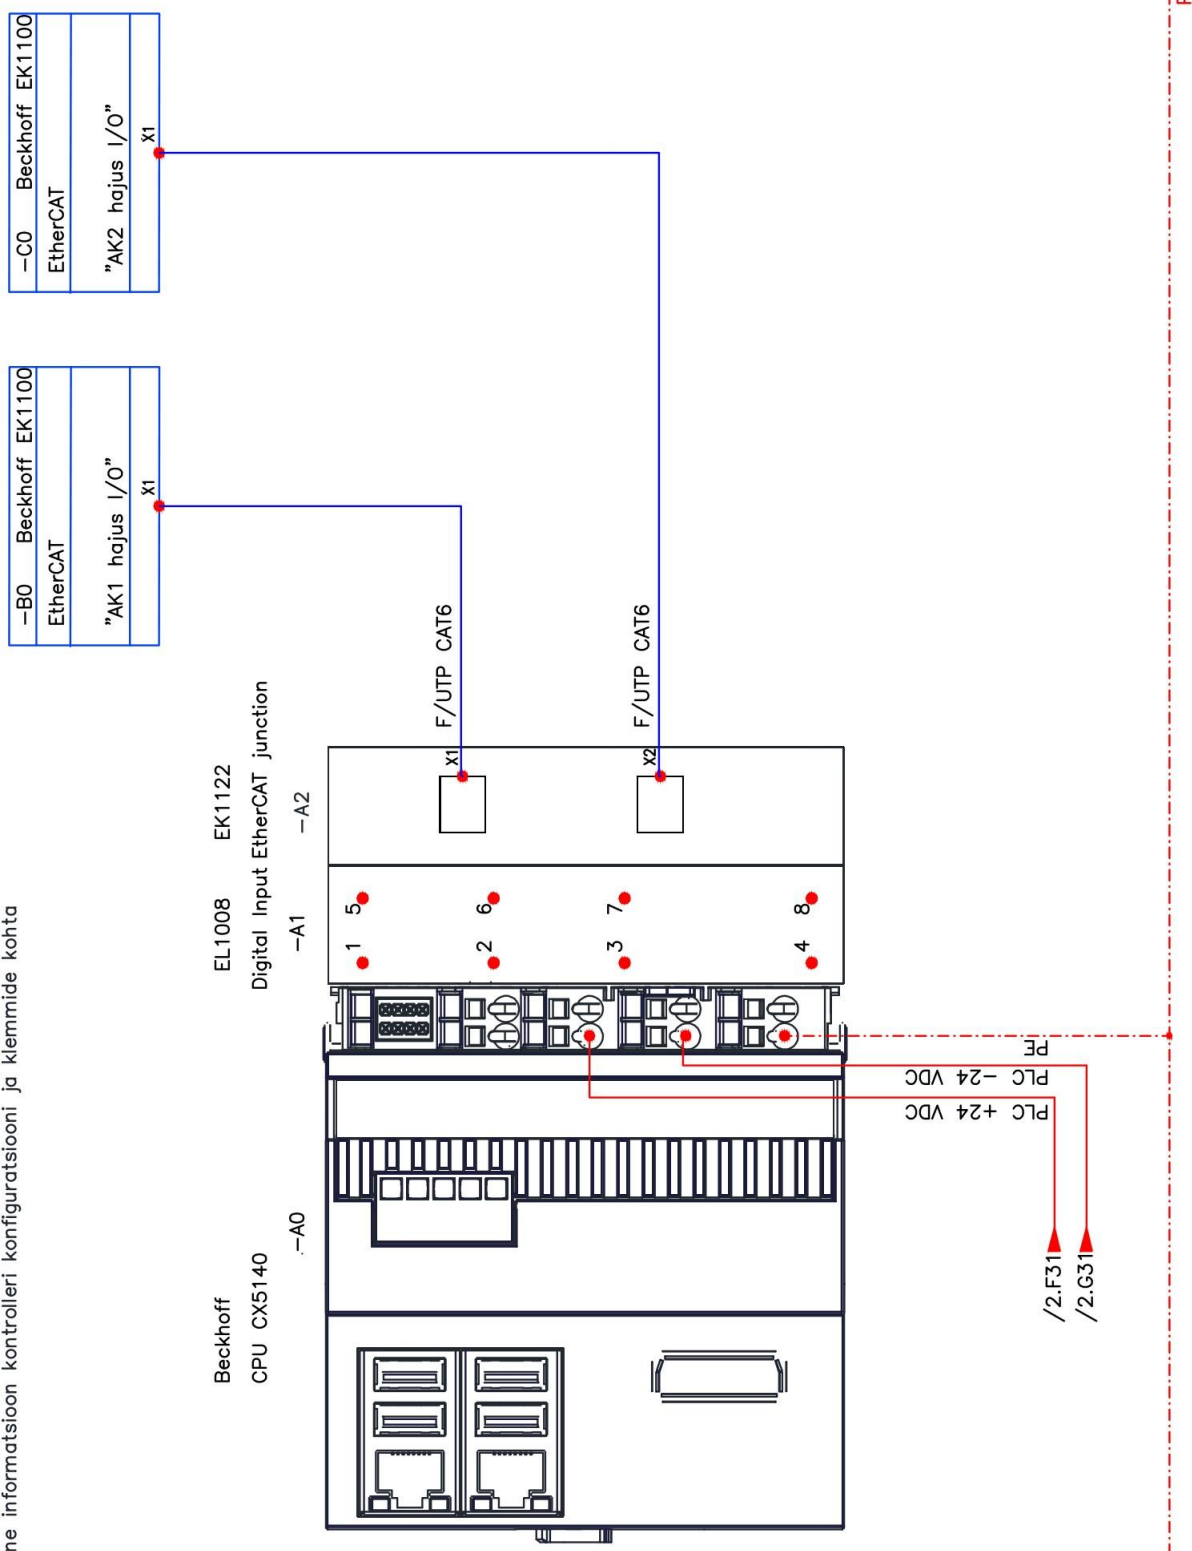 ne informatsioon kontrolleri konfiguratsiooni ja klemmide kohta
-B0 Beckhoff EK1100
EtherCAT
"AK1 hajus I/O"
X1
-C0 Beckhoff EK1100
EtherCAT
"AK2 hajus I/O"
X1
Beckhoff
CPU CX5140
.-A0
EL1008 EK1122
Digital Input EtherCAT junction
-A1
-A2
1 5
2 6
3 7
4 8
X1
F/UTP CAT6
X2
F/UTP CAT6
PE
PLC -24 VDC
PLC +24 VDC
/2.F31
/2.G31